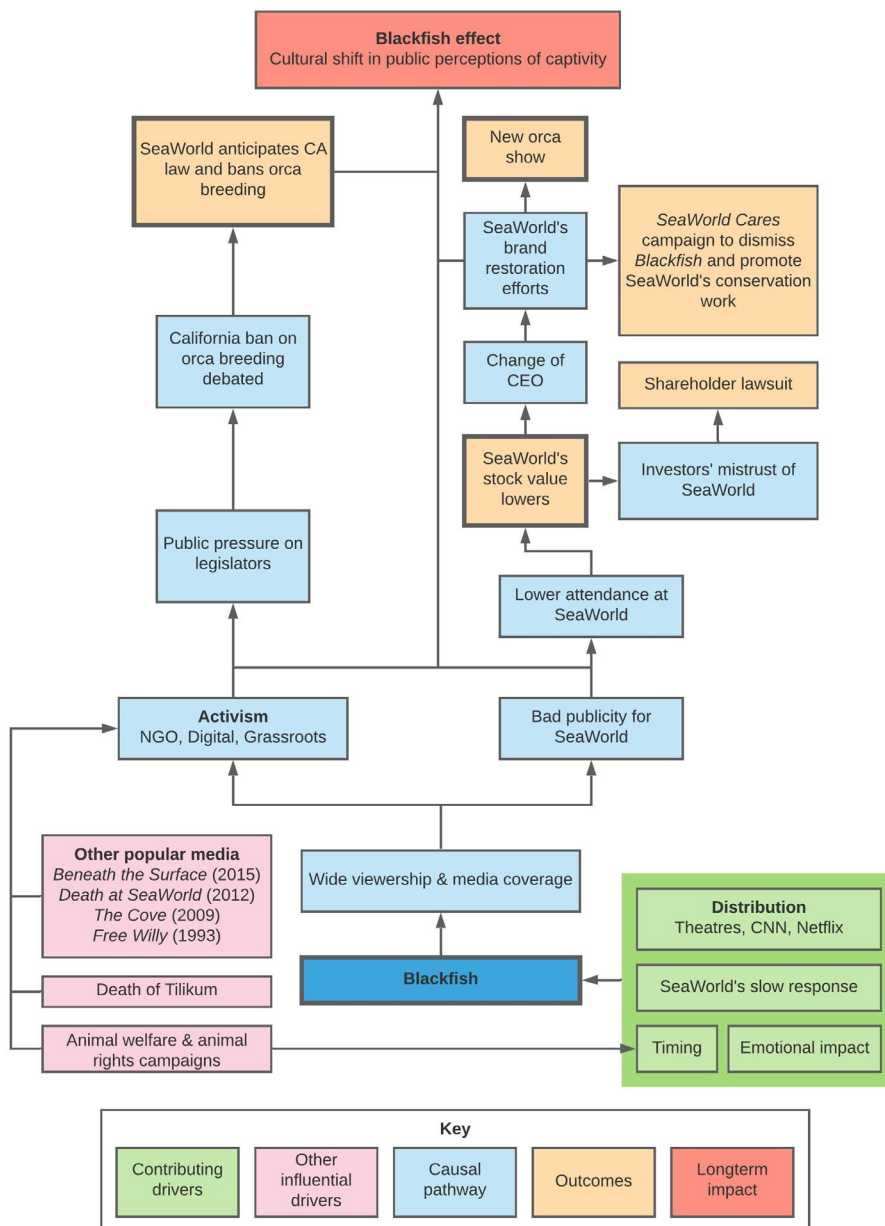 Blackfish effect
Cultural shift in public perceptions of captivity
SeaWorld anticipates CA
law and bans orca
breeding
New orca
show
SeaWorld's
brand
restoration
efforts
SeaWorld Cares
campaign to dismiss
Blackfish and promote
SeaWorld's conservation
work
California ban on
orca breeding
debated
Change of
CEO
Shareholder lawsuit
SeaWorld's
stock value
lowers
Investors' mistrust of
SeaWorld
Public pressure on
legislators
Lower attendance at
SeaWorld
Activism
NGO, Digital, Grassroots
Bad publicity for
SeaWorld
Other popular media
Beneath the Surface (2015)
Death at SeaWorld (2012)
The Cove (2009)
Free Willy (1993)
Wide viewership & media coverage
Distribution
Theatres, CNN, Netflix
Blackfish
SeaWorld's slow response
Death of Tilikum
Animal welfare & animal
rights campaigns
Timing
Emotional impact
Key
Contributing
drivers
Other
influential
drivers
Causal
pathway
Outcomes
Longterm
impact